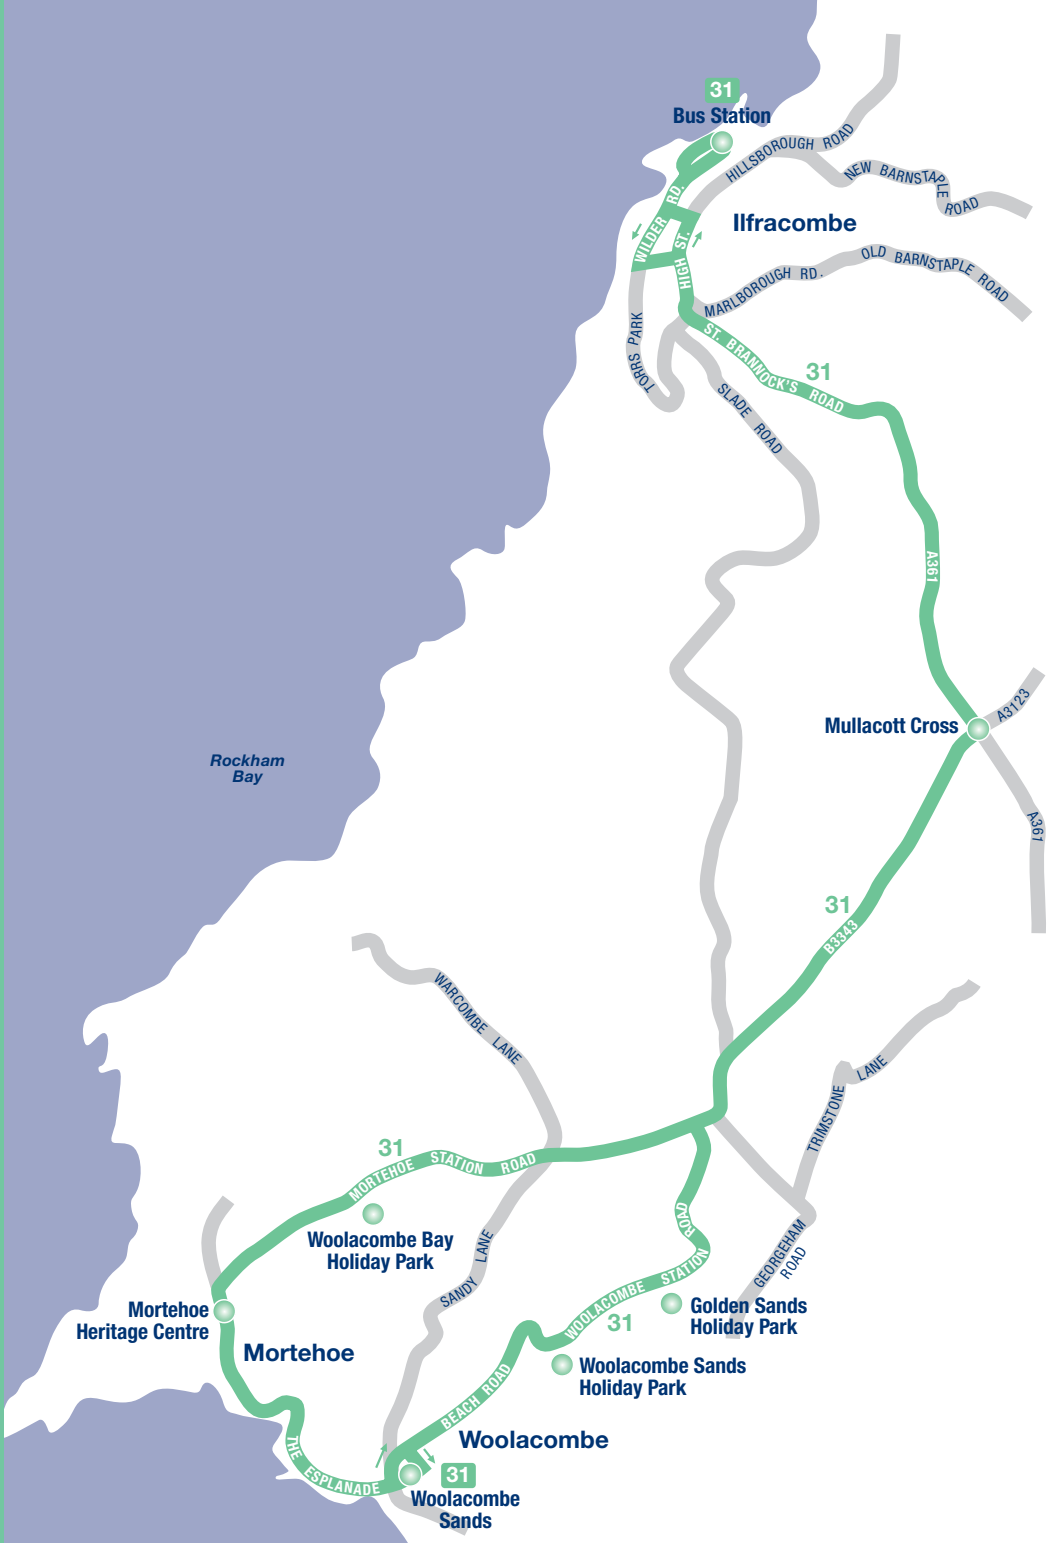 31
Bus Station
HILLSBOROUGH ROAD
NEW BARNSTAPLE ROAD
WILDER RD.
Ilfracombe
HIGH ST.
MARLBOROUGH RD.
OLD BARNSTAPLE ROAD
TORRS PARK
ST. BRANNOCK'S ROAD
31
SLADE ROAD
A361
A3123
Mullacott Cross
Rockham
Bay
A361
31
B3343
WARCOMBE LANE
TRIMSTONE LANE
31
MORTEHOE STATION ROAD
Woolacombe Bay
Holiday Park
SANDY LANE
ROAD
GEORGEHAM
ROAD
WOOLACOMBE STATION
31
Golden Sands
Holiday Park
Mortehoe
Heritage Centre
Mortehoe
Woolacombe Sands
Holiday Park
BEACH ROAD
Woolacombe
THE ESPLANADE
31
Woolacombe
Sands